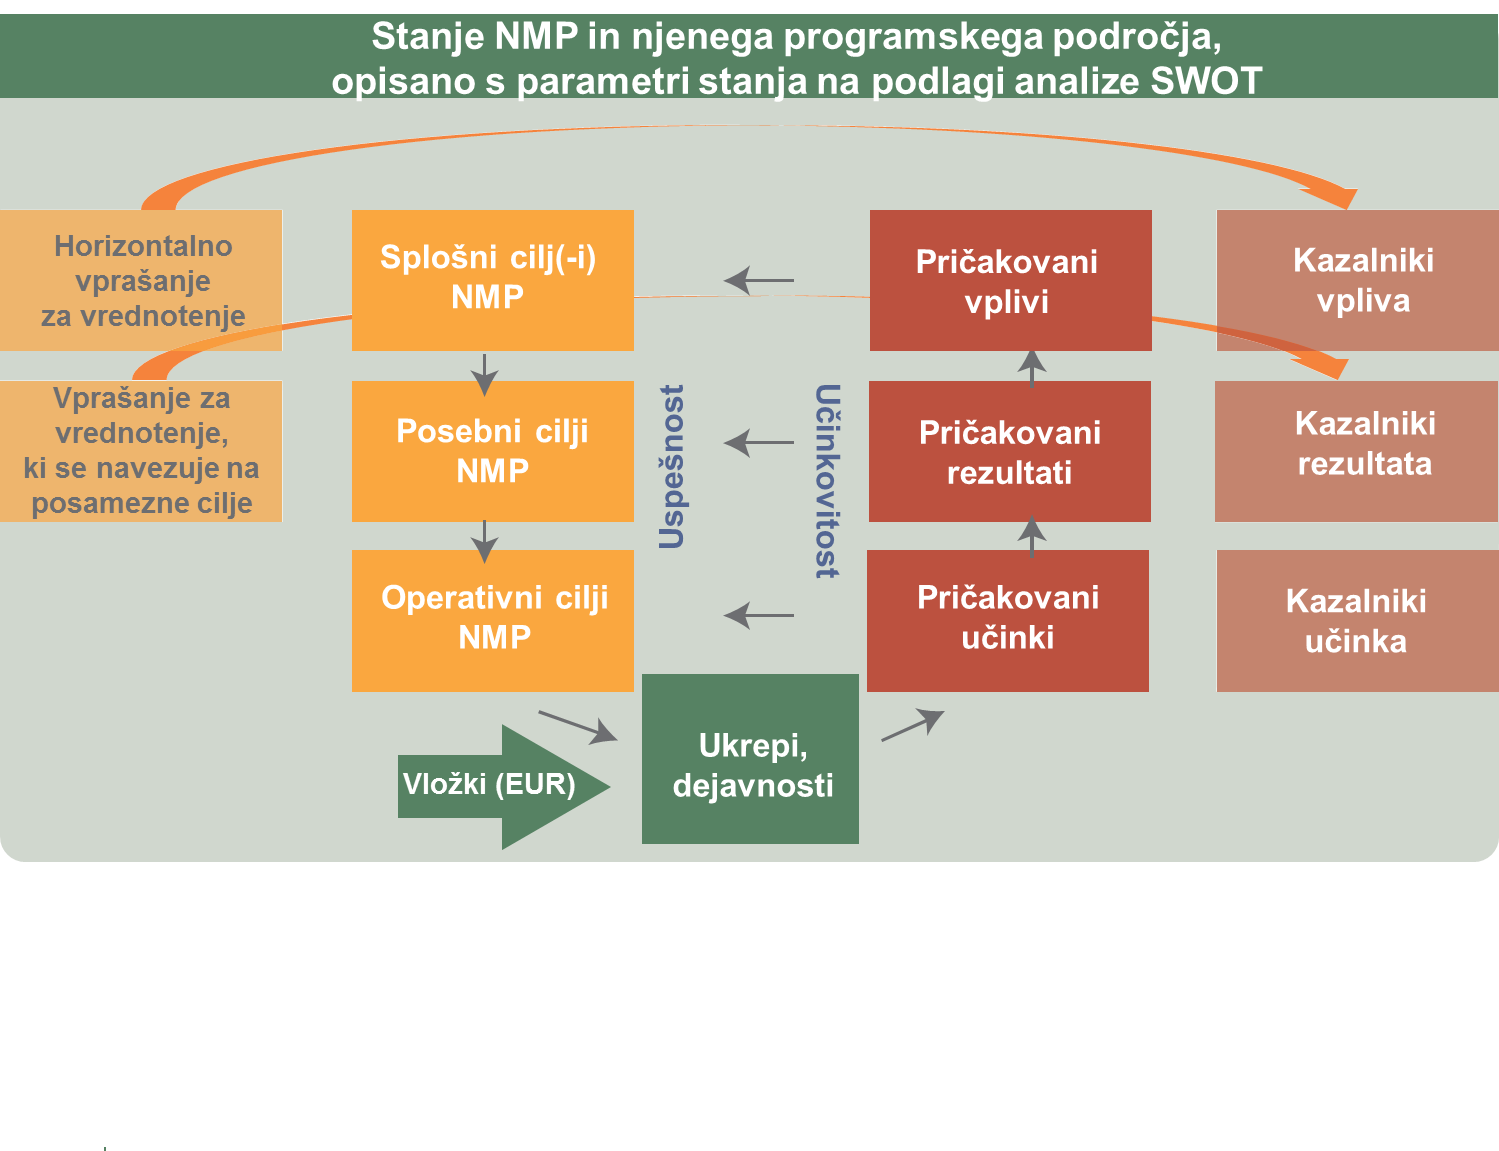 Stanje NMP in njenega programskega področja,
opisano s parametri stanja na podlagi analize SWOT
Horizontalno
vprašanje
za vrednotenje
Splošni cilj(-i)
NMP
Pričakovani
vplivi
Kazalniki
vpliva
Vprašanje za
vrednotenje,
ki se navezuje na
posamezne cilje
Posebni cilji
NMP
Uspešnost
Učinkovitost
Pričakovani
rezultati
Kazalniki
rezultata
Operativni cilji
NMP
Pričakovani
učinki
Kazalniki
učinka
Vložki (EUR)
Ukrepi,
dejavnosti